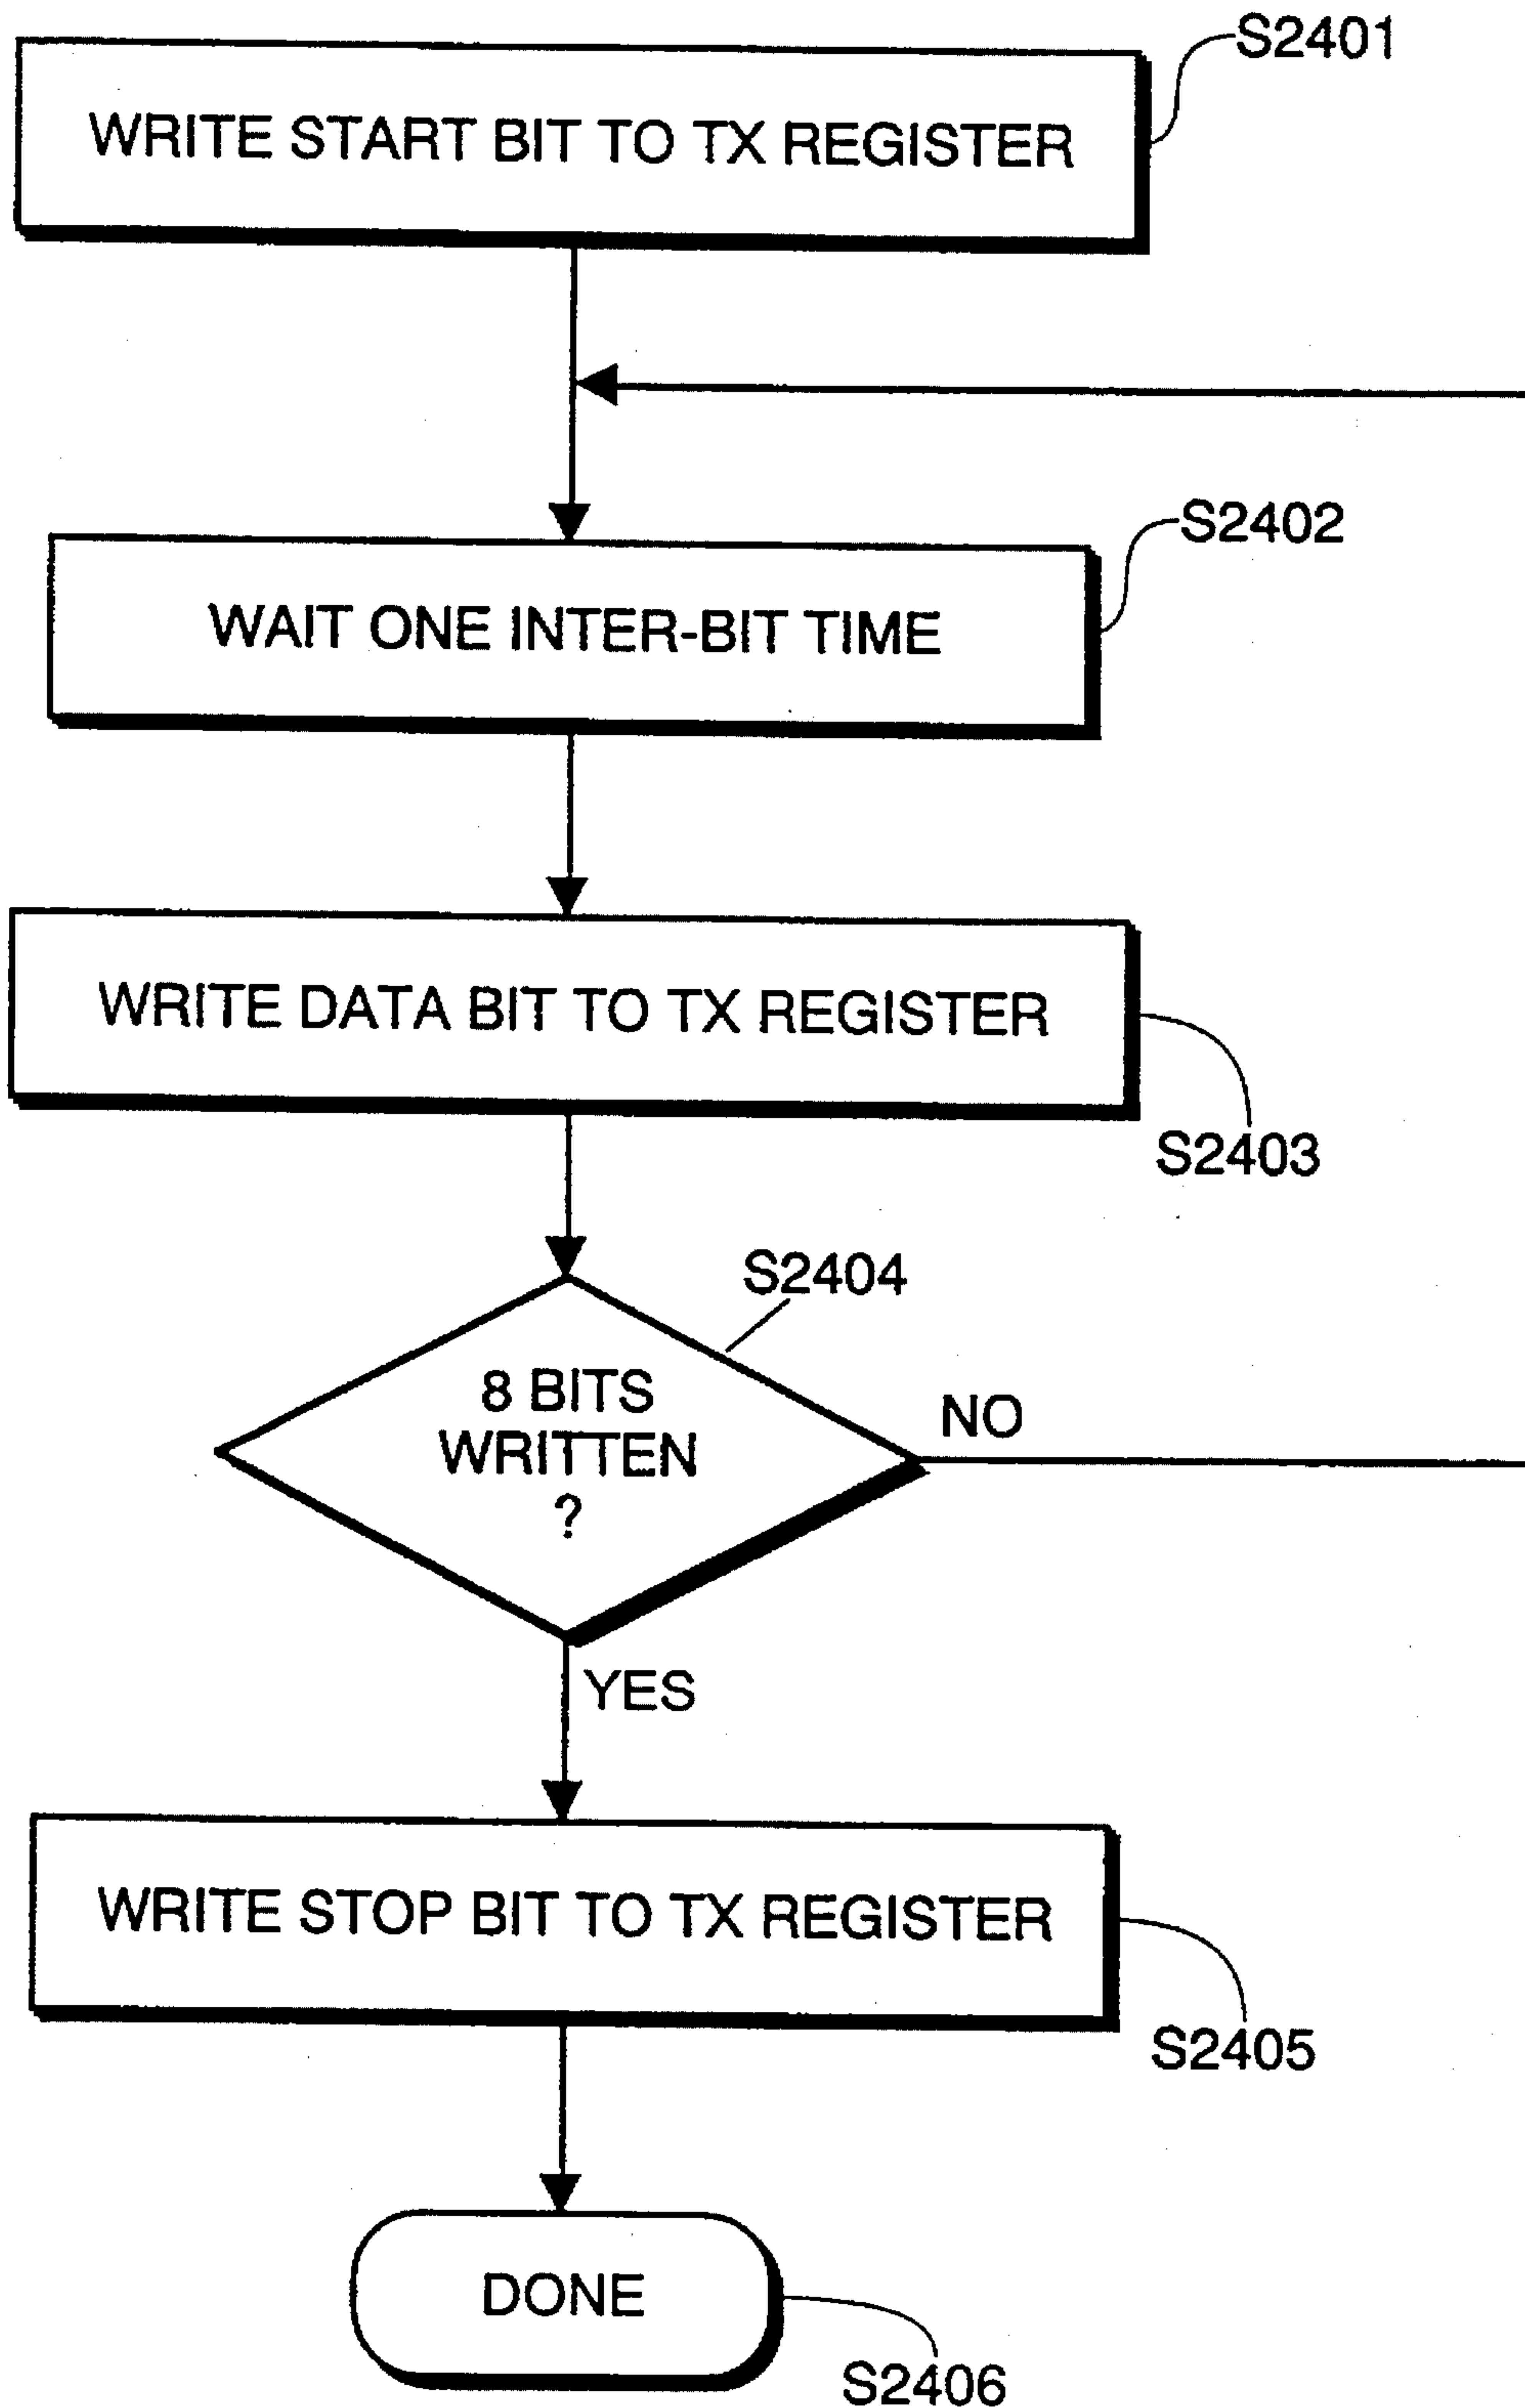 S2401
WRITE START BIT TO TX REGISTER
S2402
WAIT ONE INTER-BIT TIME
WRITE DATA BIT TO TX REGISTER
S2403
S2404
8 BITS
WRITTEN
?
NO
YES
WRITE STOP BIT TO TX REGISTER
S2405
DONE
S2406